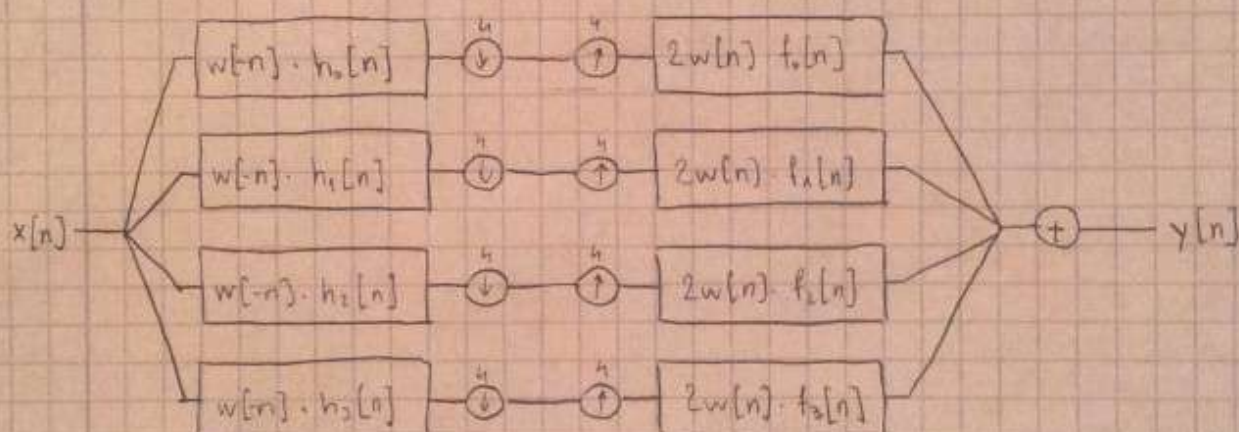 4 4
w[-n] · h₀[n] ↓ ↑ 2w[n] · f₀[n]
4 4
w[-n] · h₁[n] ↓ ↑ 2w[n] · f₁[n]
x[n] + y[n]
4 4
w[-n] · h₂[n] ↓ ↑ 2w[n] · f₂[n]
4 4
w[-n] · h₃[n] ↓ ↑ 2w[n] · f₃[n]